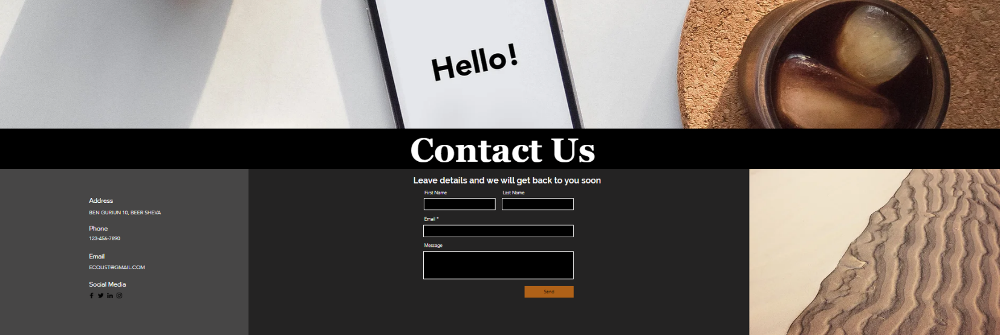 Hello!
Contact Us
Leave details and we will get back to you soon
First Name
Last Name
Email *
Message
Send
Address
BEN GURIUN 10, BEER SHEVA
Phone
123-456-7890
Email
ECOLIST@GMAIL.COM
Social Media